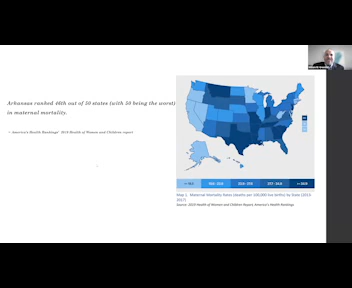 Arkansas ranked 46th out of 50 states (with 50 being the worst)
in maternal mortality.
~ America's Health Rankings 2019 Health of Women and Children report
Map 1. Maternal Mortality Rates (deaths per 100,000 live births) by State (2013-
2017).
Source: 2019 Health of Women and Children Report, America's Health Rankings.